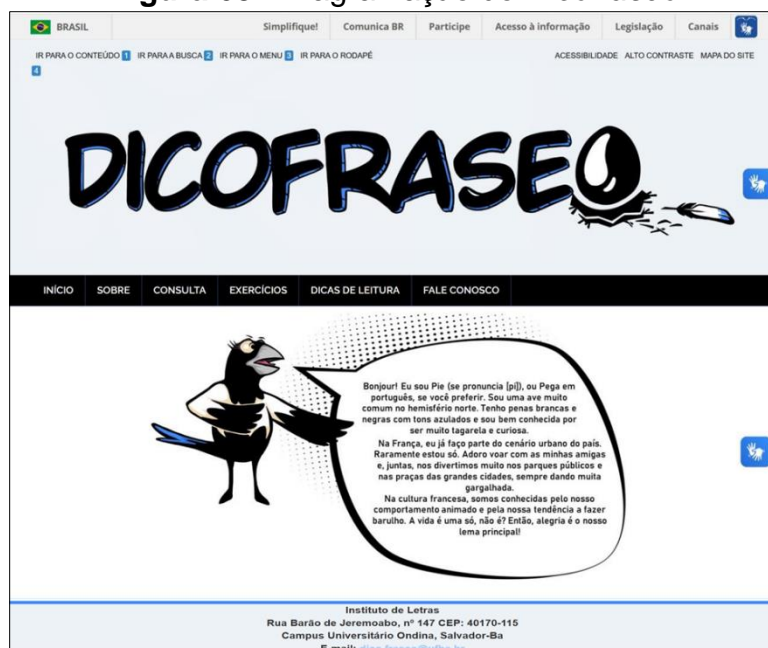 BRASIL Simplifique! Comunica BR Participe Acesso à informação Legislação Canais
IR PARA O CONTEÚDO 1 IR PARA A BUSCA 2 IR PARA O MENU 3 IR PARA O RODAPÉ
4
ACESSIBILIDADE ALTO CONTRASTE MAPA DO SITE
DICOFRASEO
INÍCIO SOBRE CONSULTA EXERCÍCIOS DICAS DE LEITURA FALE CONOSCO
Bonjour! Eu sou Pie (se pronuncia [pi]), ou Pega em
português, se você preferir. Sou uma ave muito
comum no hemisfério norte. Tenho penas brancas e
negras com tons azulados e sou bem conhecida por
ser muito tagarela e curiosa.
Na França, eu já faço parte do cenário urbano do país.
Raramente estou só. Adoro voar com as minhas amigas
e, juntas, nos divertimos muito nos parques públicos e
nas praças das grandes cidades, sempre dando muita
gargalhada.
Na cultura francesa, somos conhecidas pelo nosso
comportamento animado e pela nossa tendência a fazer
barulho. A vida é uma só, não é? Então, alegria é o nosso
lema principal!
Instituto de Letras
Rua Barão de Jeremoabo, nº 147 CEP: 40170-115
Campus Universitário Ondina, Salvador-Ba